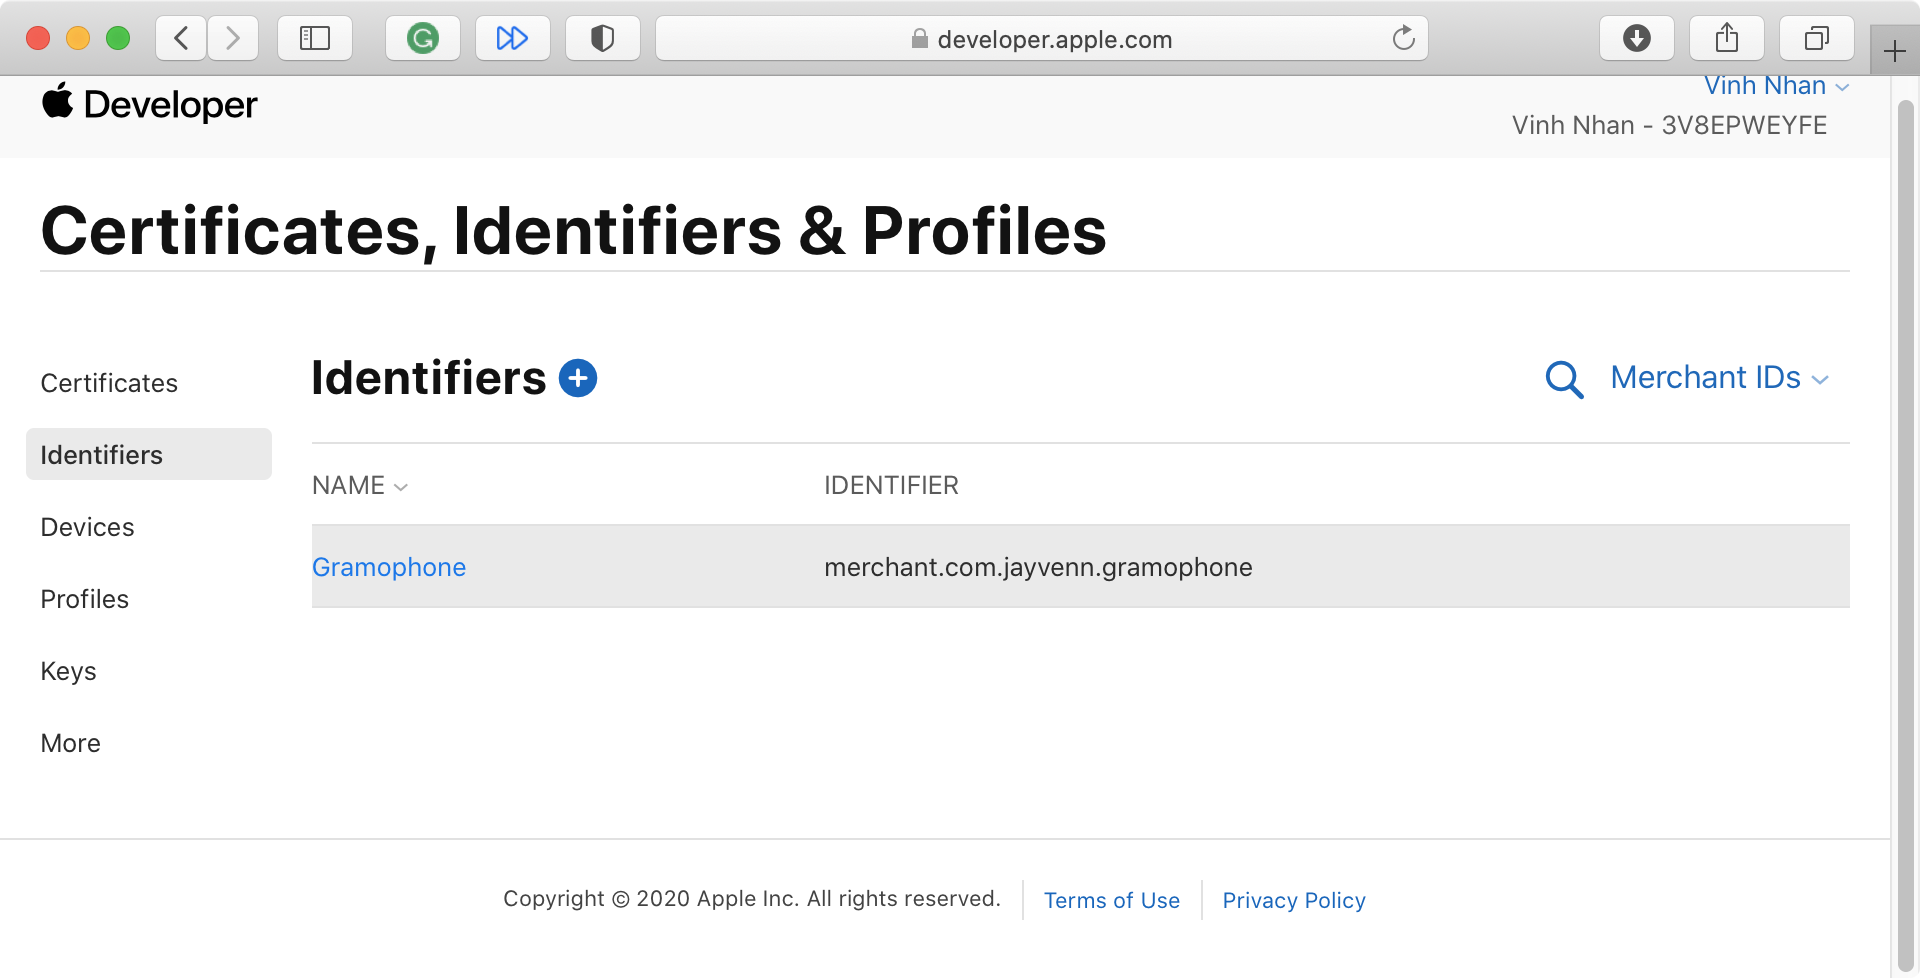 developer.apple.com
Developer
Vinh Nhan
Vinh Nhan - 3V8EPWEYFE
Certificates, Identifiers & Profiles
Certificates
Identifiers
Devices
Profiles
Keys
More
Identifiers
Merchant IDs
NAME IDENTIFIER
Gramophone merchant.com.jayvenn.gramophone
Copyright © 2020 Apple Inc. All rights reserved. Terms of Use Privacy Policy